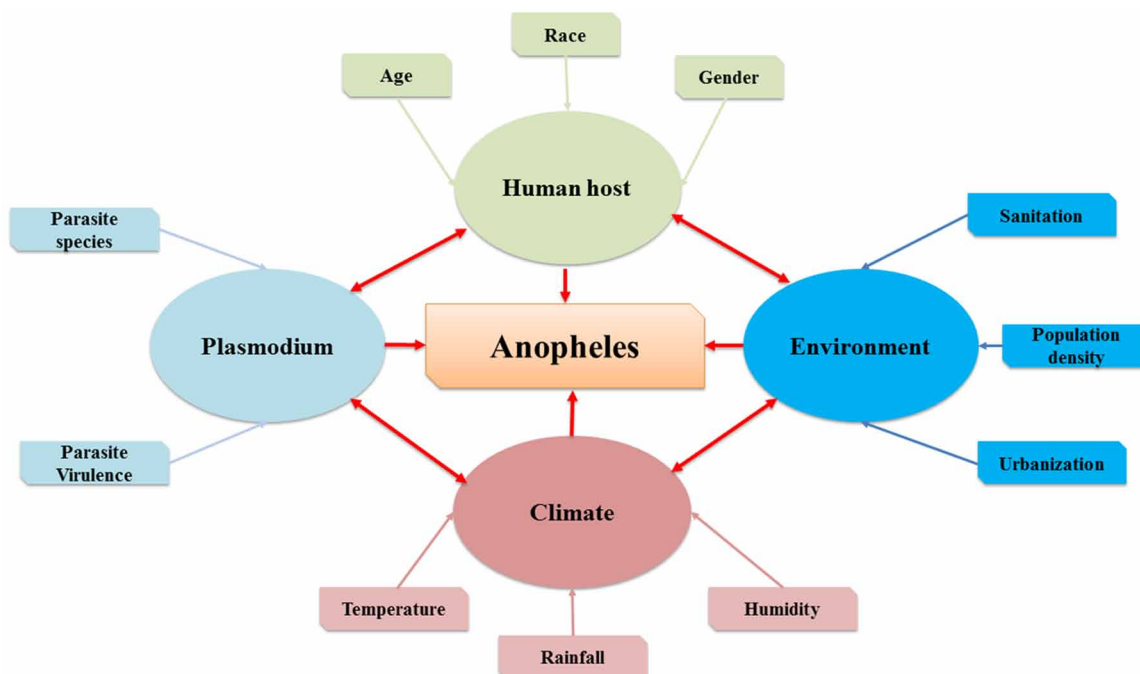 Race
Age
Gender
Human host
Parasite
species
Sanitation
Plasmodium
Anopheles
Environment
Population
density
Parasite
Virulence
Urbanization
Climate
Temperature
Humidity
Rainfall